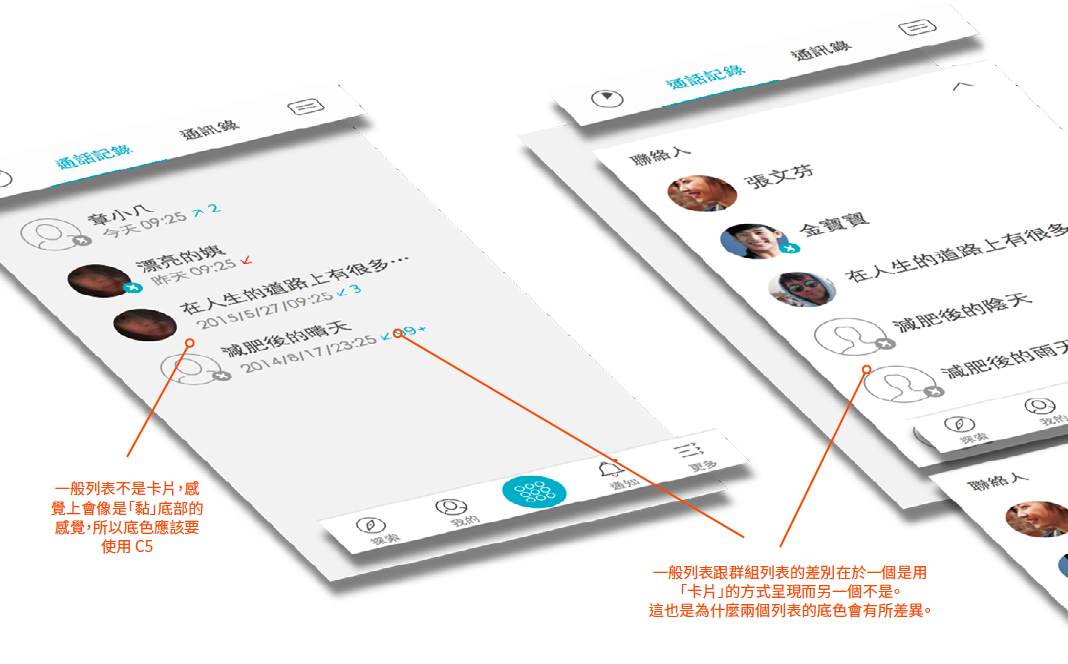 通話記錄
通訊錄
章小八
今天 09:25 ↗ 2
漂亮的姨
昨天 09:25 ↙
在人生的道路上有很多…
2015/5/27/09:25 ↙ 3
減肥後的晴天
2014/8/17/23:25 ↙ 99+
探索
我的
通知
更多
一般列表不是卡片，感
覺上會像是「黏」底部的
感覺，所以底色應該要
使用 C5
通話記錄
通訊錄
聯絡人
張文芬
金寶寶
在人生的道路上有很多
減肥後的陰天
減肥後的雨天
探索
我的
聯絡人
一般列表跟群組列表的差別在於一個是用
「卡片」的方式呈現而另一個不是。
這也是為什麼兩個列表的底色會有所差異。